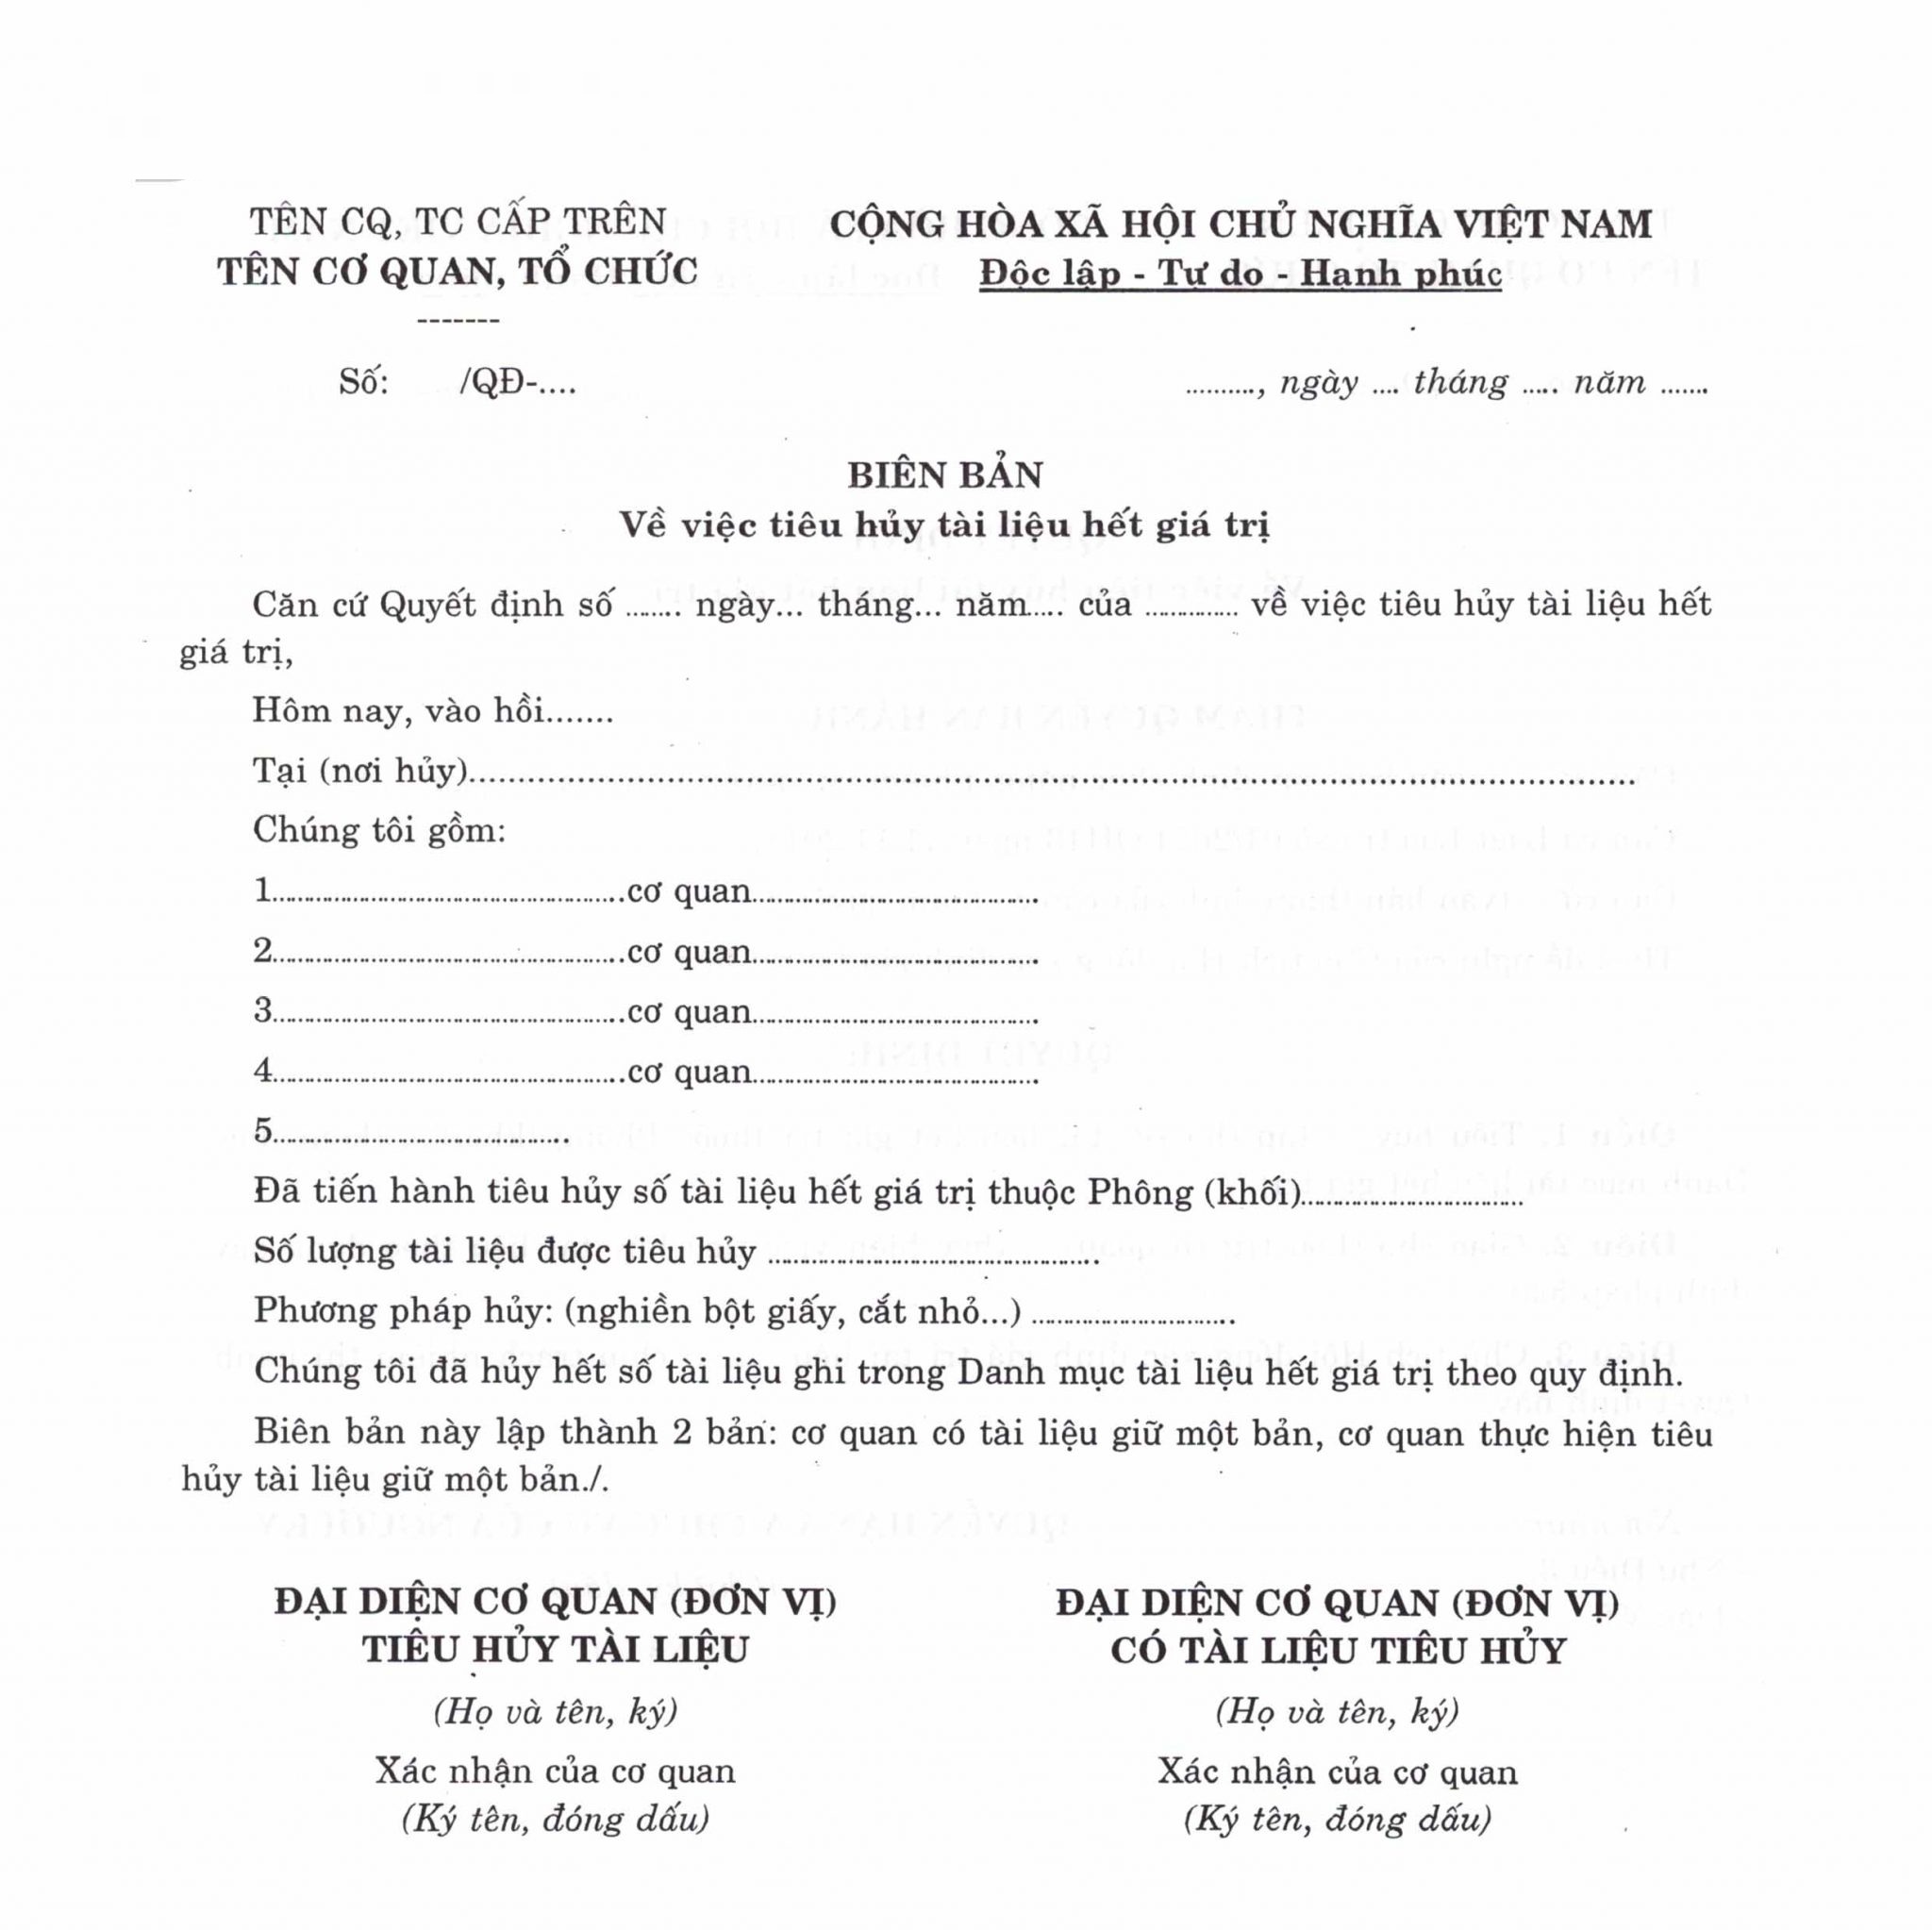 TÊN CQ, TC CẤP TRÊN
TÊN CƠ QUAN, TỔ CHỨC
-------
Số: /QĐ-....
CỘNG HÒA XÃ HỘI CHỦ NGHĨA VIỆT NAM
Độc lập - Tự do - Hạnh phúc
.........., ngày .... tháng ..... năm .......
BIÊN BẢN
Về việc tiêu hủy tài liệu hết giá trị
Căn cứ Quyết định số ....... ngày... tháng... năm..... của .............. về việc tiêu hủy tài liệu hết
giá trị,
Hôm nay, vào hồi.......
Tại (nơi hủy)........................................................................................................................
Chúng tôi gồm:
1..................................................cơ quan.........................................
2..................................................cơ quan.........................................
3..................................................cơ quan.........................................
4..................................................cơ quan.........................................
5..........................................
Đã tiến hành tiêu hủy số tài liệu hết giá trị thuộc Phông (khối)................................
Số lượng tài liệu được tiêu hủy ...............................................
Phương pháp hủy: (nghiền bột giấy, cắt nhỏ...) .............................
Chúng tôi đã hủy hết số tài liệu ghi trong Danh mục tài liệu hết giá trị theo quy định.
Biên bản này lập thành 2 bản: cơ quan có tài liệu giữ một bản, cơ quan thực hiện tiêu
hủy tài liệu giữ một bản./.
ĐẠI DIỆN CƠ QUAN (ĐƠN VỊ)
TIÊU HỦY TÀI LIỆU
(Họ và tên, ký)
Xác nhận của cơ quan
(Ký tên, đóng dấu)
ĐẠI DIỆN CƠ QUAN (ĐƠN VỊ)
CÓ TÀI LIỆU TIÊU HỦY
(Họ và tên, ký)
Xác nhận của cơ quan
(Ký tên, đóng dấu)